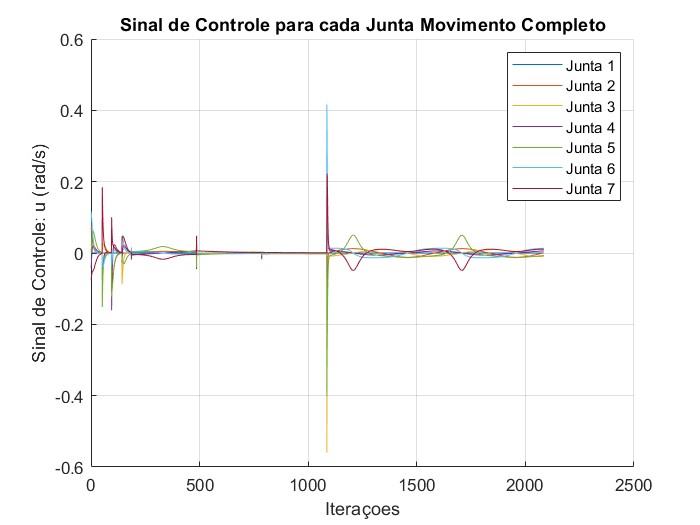 Sinal de Controle para cada Junta Movimento Completo
0.6
0.4
0.2
0
-0.2
-0.4
-0.6
Sinal de Controle: u (rad/s)
Junta 1
Junta 2
Junta 3
Junta 4
Junta 5
Junta 6
Junta 7
0 500 1000 1500 2000 2500
Iteraçoes